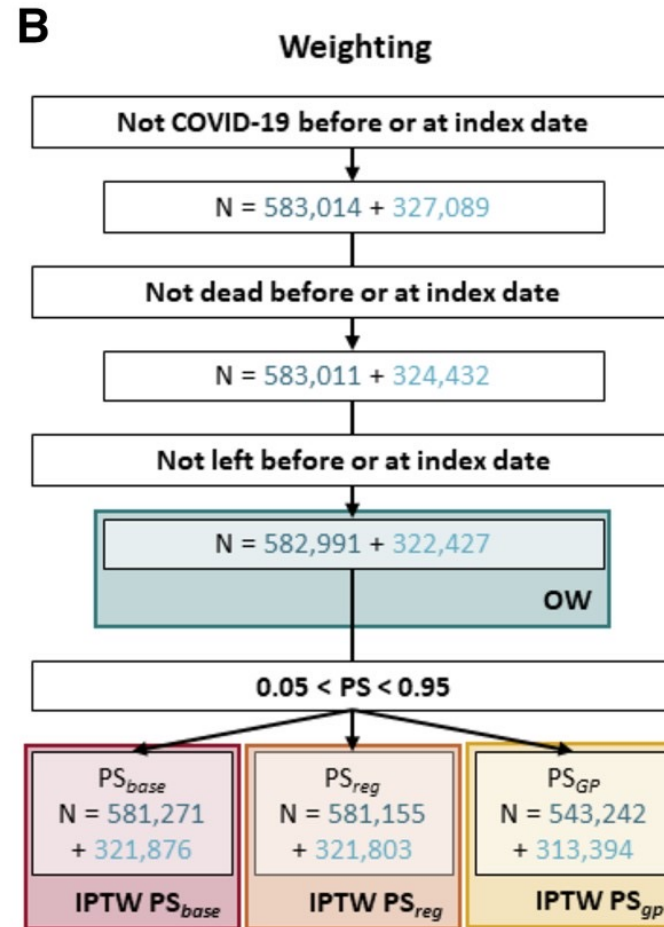 B
Weighting
Not COVID-19 before or at index date
N = 583,014 + 327,089
Not dead before or at index date
N = 583,011 + 324,432
Not left before or at index date
N = 582,991 + 322,427
OW
0.05 < PS < 0.95
PSbase
N = 581,271
+ 321,876
IPTW PSbase
PSreg
N = 581,155
+ 321,803
IPTW PSreg
PSGP
N = 543,242
+ 313,394
IPTW PSgp